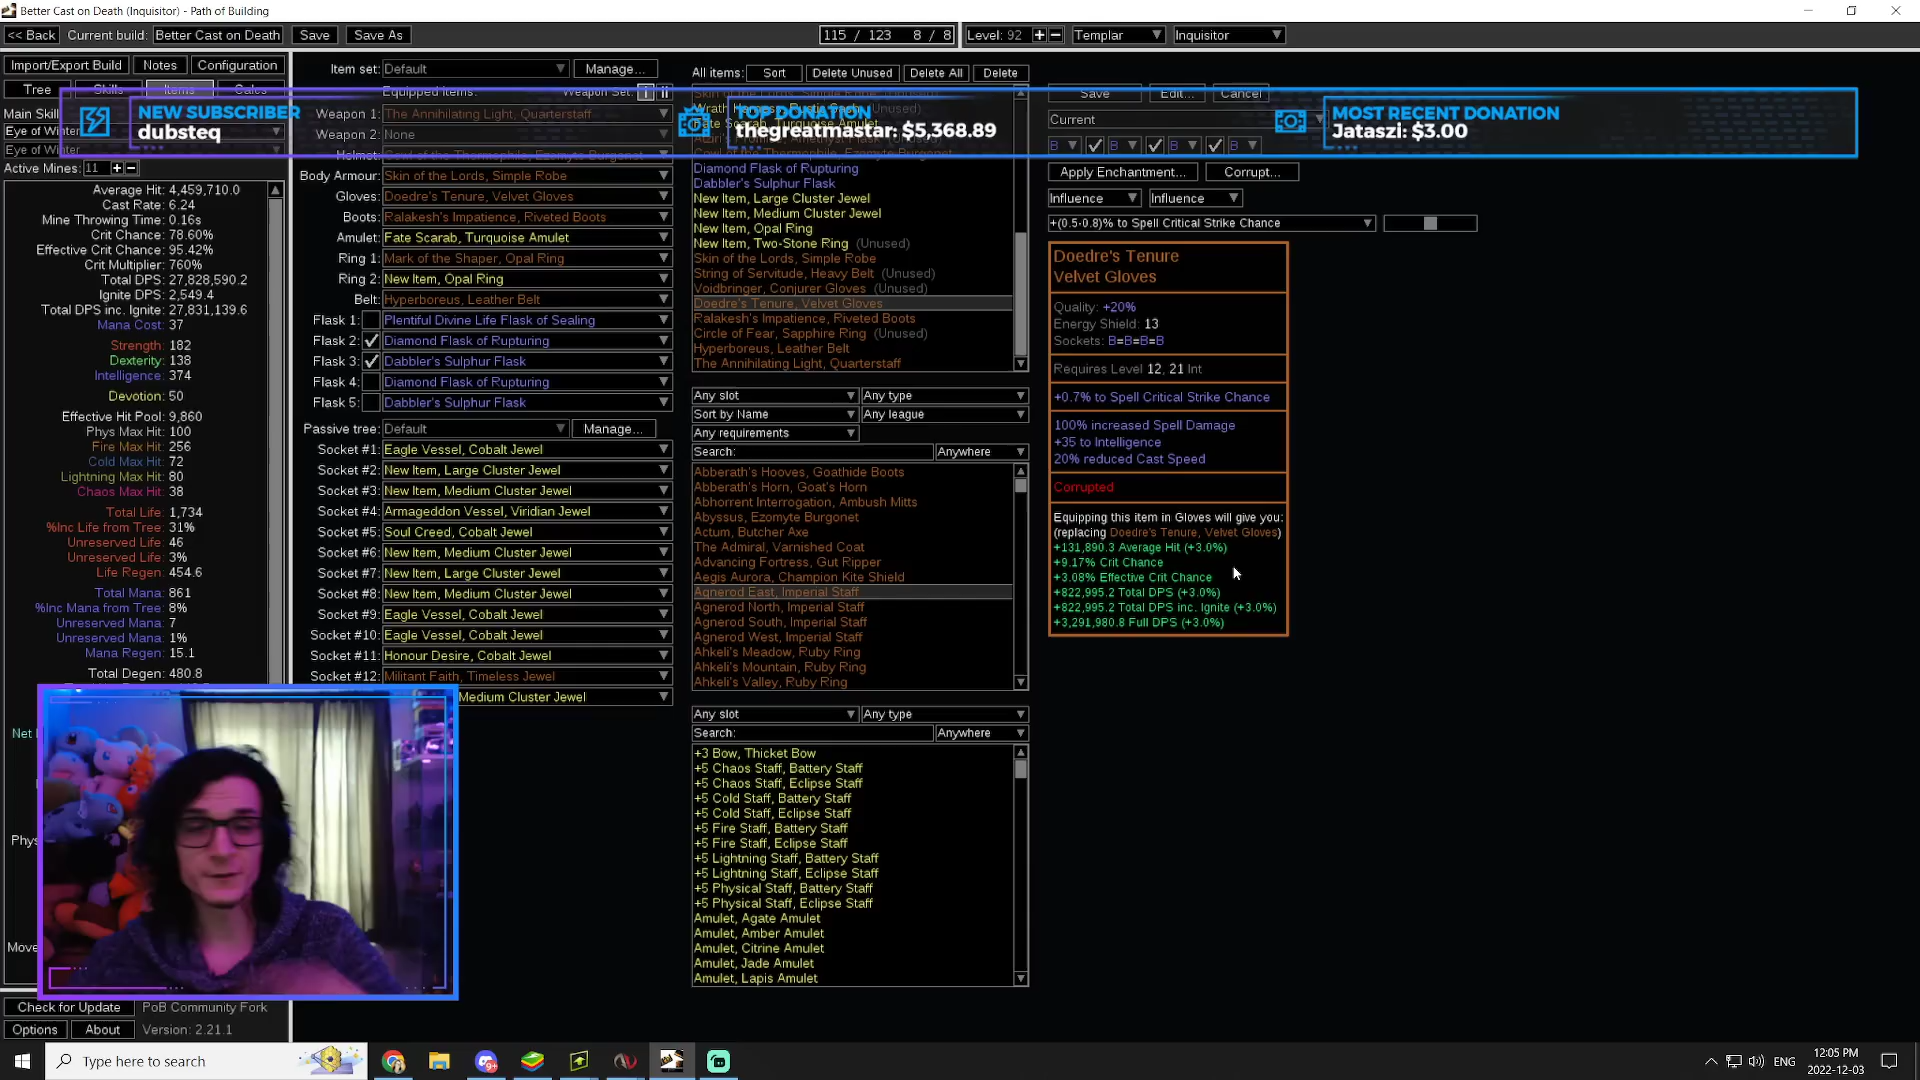 Better Cast on Death (Inquisitor) - Path of Building
<< Back
Current build:
Better Cast on Death
Save
Save As
115 / 123 8 / 8
Level: 92
Templar
Inquisitor
Import/Export Build
Notes
Configuration
Tree
Skills
Items
Calcs
Main Skill
Eye of Winter
Eye of Winter
Active Mines: 11
Average Hit: 4,459,710.0
Cast Rate: 6.24
Mine Throwing Time: 0.16s
Crit Chance: 78.60%
Effective Crit Chance: 95.42%
Crit Multiplier: 760%
Total DPS: 27,828,590.2
Ignite DPS: 2,549.4
Total DPS inc. Ignite: 27,831,139.6
Mana Cost: 37
Strength: 182
Dexterity: 138
Intelligence: 374
Devotion: 50
Effective Hit Pool: 9,860
Phys Max Hit: 100
Fire Max Hit: 256
Cold Max Hit: 72
Lightning Max Hit: 80
Chaos Max Hit: 38
Total Life: 1,734
%Inc Life from Tree: 31%
Unreserved Life: 46
Unreserved Life: 3%
Life Regen: 454.6
Total Mana: 861
%Inc Mana from Tree: 8%
Unreserved Mana: 7
Unreserved Mana: 1%
Mana Regen: 15.1
Total Degen: 480.8
Net
Phys
Move
Check for Update
PoB Community Fork
Options
About
Version: 2.21.1
NEW SUBSCRIBER
dubsteq
TOP DONATION
thegreatmastar: $5,368.89
MOST RECENT DONATION
Jataszi: $3.00
Item set:
Default
Manage...
Equipped items:
Weapon Set:
I
II
Weapon 1: The Annihilating Light, Quarterstaff
Weapon 2: None
Helmet: Cowl of the Thermophile, Ezomyte Burgonet
Body Armour: Skin of the Lords, Simple Robe
Gloves: Doedre's Tenure, Velvet Gloves
Boots: Ralakesh's Impatience, Riveted Boots
Amulet: Fate Scarab, Turquoise Amulet
Ring 1: Mark of the Shaper, Opal Ring
Ring 2: New Item, Opal Ring
Belt: Hyperboreus, Leather Belt
Flask 1: Plentiful Divine Life Flask of Sealing
Flask 2: Diamond Flask of Rupturing
Flask 3: Dabbler's Sulphur Flask
Flask 4: Diamond Flask of Rupturing
Flask 5: Dabbler's Sulphur Flask
Passive tree: Default
Manage...
Socket #1: Eagle Vessel, Cobalt Jewel
Socket #2: New Item, Large Cluster Jewel
Socket #3: New Item, Medium Cluster Jewel
Socket #4: Armageddon Vessel, Viridian Jewel
Socket #5: Soul Creed, Cobalt Jewel
Socket #6: New Item, Medium Cluster Jewel
Socket #7: New Item, Large Cluster Jewel
Socket #8: New Item, Medium Cluster Jewel
Socket #9: Eagle Vessel, Cobalt Jewel
Socket #10: Eagle Vessel, Cobalt Jewel
Socket #11: Honour Desire, Cobalt Jewel
Socket #12: Militant Faith, Timeless Jewel
Medium Cluster Jewel
All items:
Sort
Delete Unused
Delete All
Delete
Wrath Harness, Rustic Sash
Fate Scarab, Turquoise Amulet
Diamond Flask of Rupturing
Dabbler's Sulphur Flask
New Item, Large Cluster Jewel
New Item, Medium Cluster Jewel
New Item, Opal Ring
New Item, Two-Stone Ring (Unused)
Skin of the Lords, Simple Robe
String of Servitude, Heavy Belt (Unused)
Voidbringer, Conjurer Gloves (Unused)
Doedre's Tenure, Velvet Gloves
Ralakesh's Impatience, Riveted Boots
Circle of Fear, Sapphire Ring (Unused)
Hyperboreus, Leather Belt
The Annihilating Light, Quarterstaff
Any slot
Any type
Sort by Name
Any league
Any requirements
Search:
Anywhere
Abberath's Hooves, Goathide Boots
Abberath's Horn, Goat's Horn
Abhorrent Interrogation, Ambush Mitts
Abyssus, Ezomyte Burgonet
Actum, Butcher Axe
The Admiral, Varnished Coat
Advancing Fortress, Gut Ripper
Aegis Aurora, Champion Kite Shield
Agnerod East, Imperial Staff
Agnerod North, Imperial Staff
Agnerod South, Imperial Staff
Agnerod West, Imperial Staff
Ahkeli's Meadow, Ruby Ring
Ahkeli's Mountain, Ruby Ring
Ahkeli's Valley, Ruby Ring
Any slot
Any type
Search:
Anywhere
+3 Bow, Thicket Bow
+5 Chaos Staff, Battery Staff
+5 Chaos Staff, Eclipse Staff
+5 Cold Staff, Battery Staff
+5 Cold Staff, Eclipse Staff
+5 Fire Staff, Battery Staff
+5 Fire Staff, Eclipse Staff
+5 Lightning Staff, Battery Staff
+5 Lightning Staff, Eclipse Staff
+5 Physical Staff, Battery Staff
+5 Physical Staff, Eclipse Staff
Amulet, Agate Amulet
Amulet, Amber Amulet
Amulet, Citrine Amulet
Amulet, Jade Amulet
Amulet, Lapis Amulet
Save
Edit...
Cancel
Current
B
B
B
B
Apply Enchantment...
Corrupt...
Influence
Influence
+(0.5-0.8)% to Spell Critical Strike Chance
Doedre's Tenure
Velvet Gloves
Quality: +20%
Energy Shield: 13
Sockets: B=B=B=B
Requires Level 12, 21 Int
+0.7% to Spell Critical Strike Chance
100% increased Spell Damage
+35 to Intelligence
20% reduced Cast Speed
Corrupted
Equipping this item in Gloves will give you:
(replacing Doedre's Tenure, Velvet Gloves)
+131,890.3 Average Hit (+3.0%)
+9.17% Crit Chance
+3.08% Effective Crit Chance
+822,995.2 Total DPS (+3.0%)
+822,995.2 Total DPS inc. Ignite (+3.0%)
+3,291,980.8 Full DPS (+3.0%)
Type here to search
ENG
12:05 PM
2022-12-03